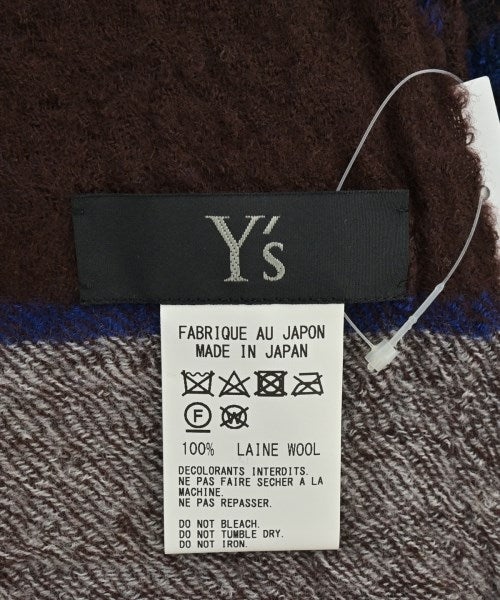 Y's
FABRIQUE AU JAPON
MADE IN JAPAN
F W
100% LAINE WOOL
DECOLORANTS INTERDITS.
NE PAS FAIRE SECHER A LA
MACHINE.
NE PAS REPASSER.
DO NOT BLEACH.
DO NOT TUMBLE DRY.
DO NOT IRON.